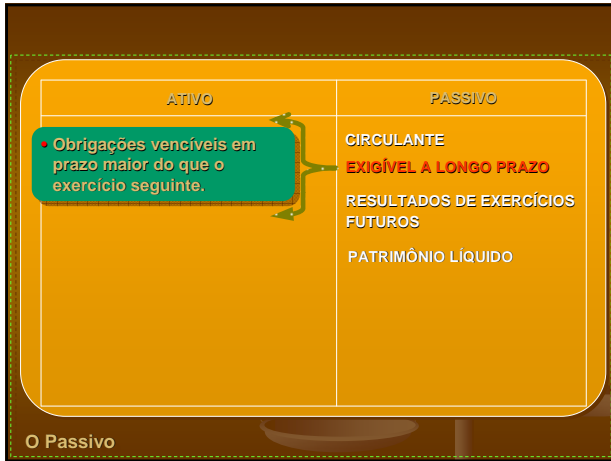 ATIVO
PASSIVO
• Obrigações vencíveis em
prazo maior do que o
exercício seguinte.
CIRCULANTE
EXIGÍVEL A LONGO PRAZO
RESULTADOS DE EXERCÍCIOS
FUTUROS
PATRIMÔNIO LÍQUIDO
O Passivo